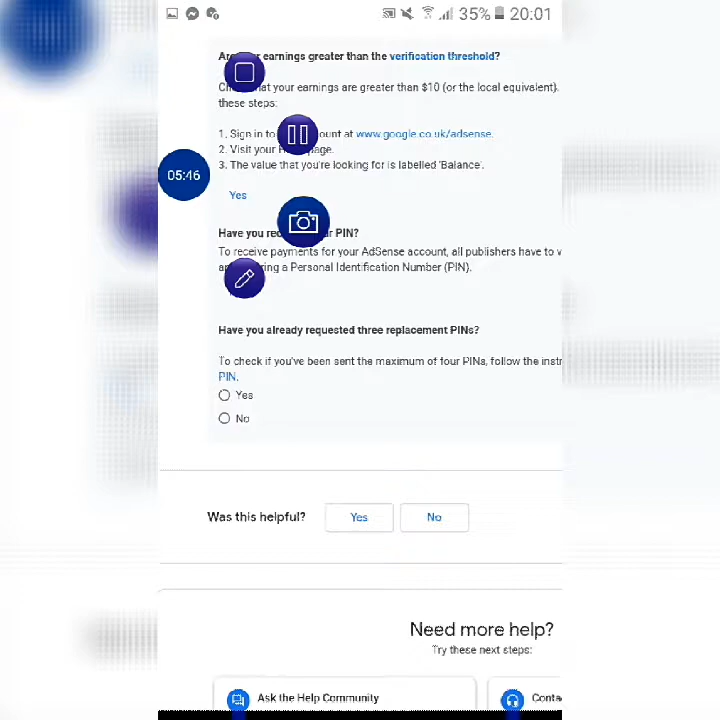 35% 20:01
earnings greater than the verification threshold?
that your earnings are greater than $10 (or the local equivalent).
these steps:
1. Sign in to ount at www.google.co.uk/adsense.
2. Visit your H page.
3. The value that you're looking for is labelled 'Balance'.
05:46
Yes
Have you rec r PIN?
To receive payments for your AdSense account, all publishers have to v
ring a Personal Identification Number (PIN).
Have you already requested three replacement PINs?
To check if you've been sent the maximum of four PINs, follow the instr
PIN.
Yes
No
Was this helpful? Yes No
Need more help?
Try these next steps:
Ask the Help Community Conta